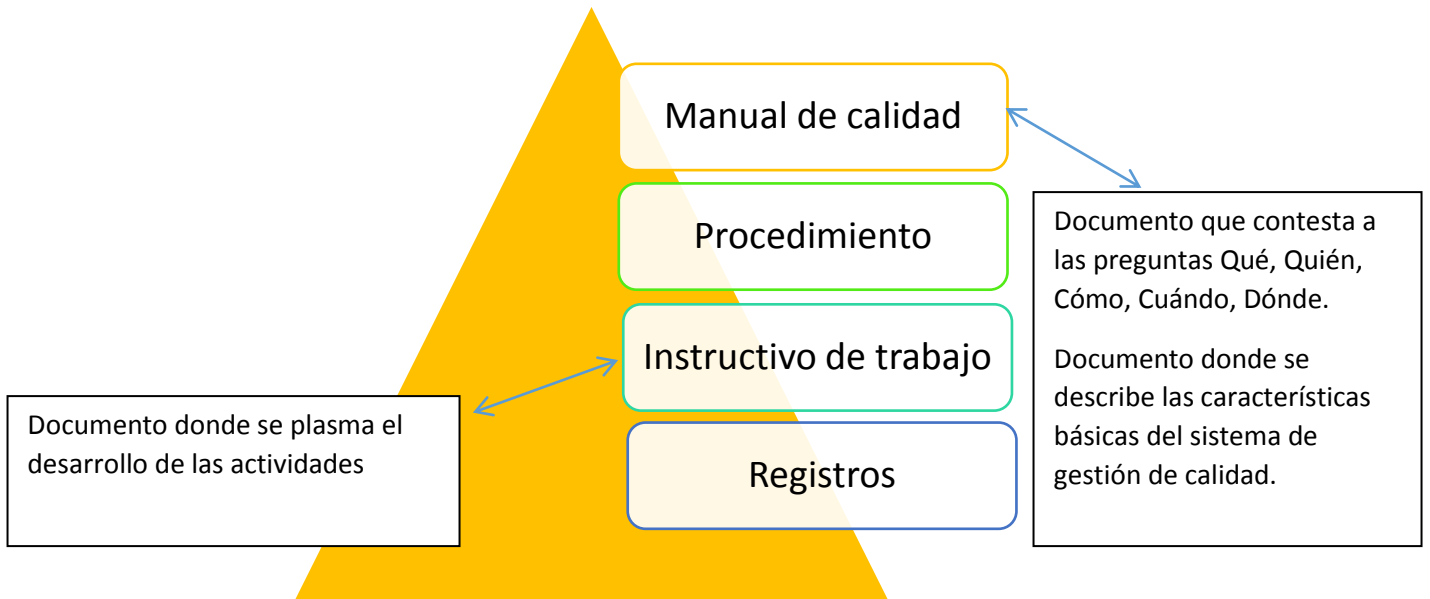 Manual de calidad
Procedimiento
Instructivo de trabajo
Registros
Documento que contesta a
las preguntas Qué, Quién,
Cómo, Cuándo, Dónde.
Documento donde se
describe las características
básicas del sistema de
gestión de calidad.
Documento donde se plasma el
desarrollo de las actividades